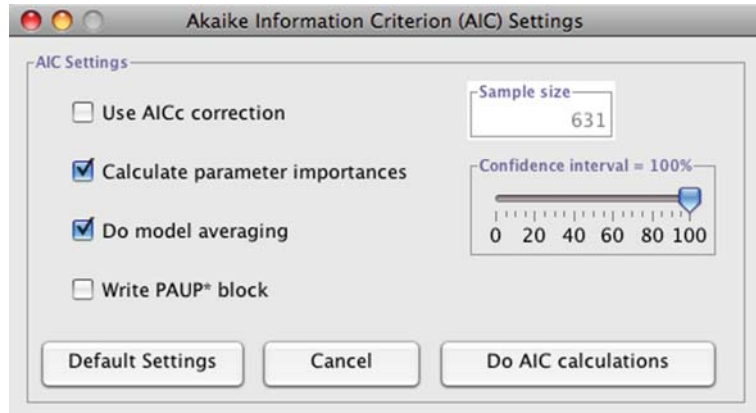 Akaike Information Criterion (AIC) Settings
AIC Settings
Use AICc correction
Sample size
631
Calculate parameter importances
Confidence interval = 100%
0 20 40 60 80 100
Do model averaging
Write PAUP* block
Default Settings
Cancel
Do AIC calculations